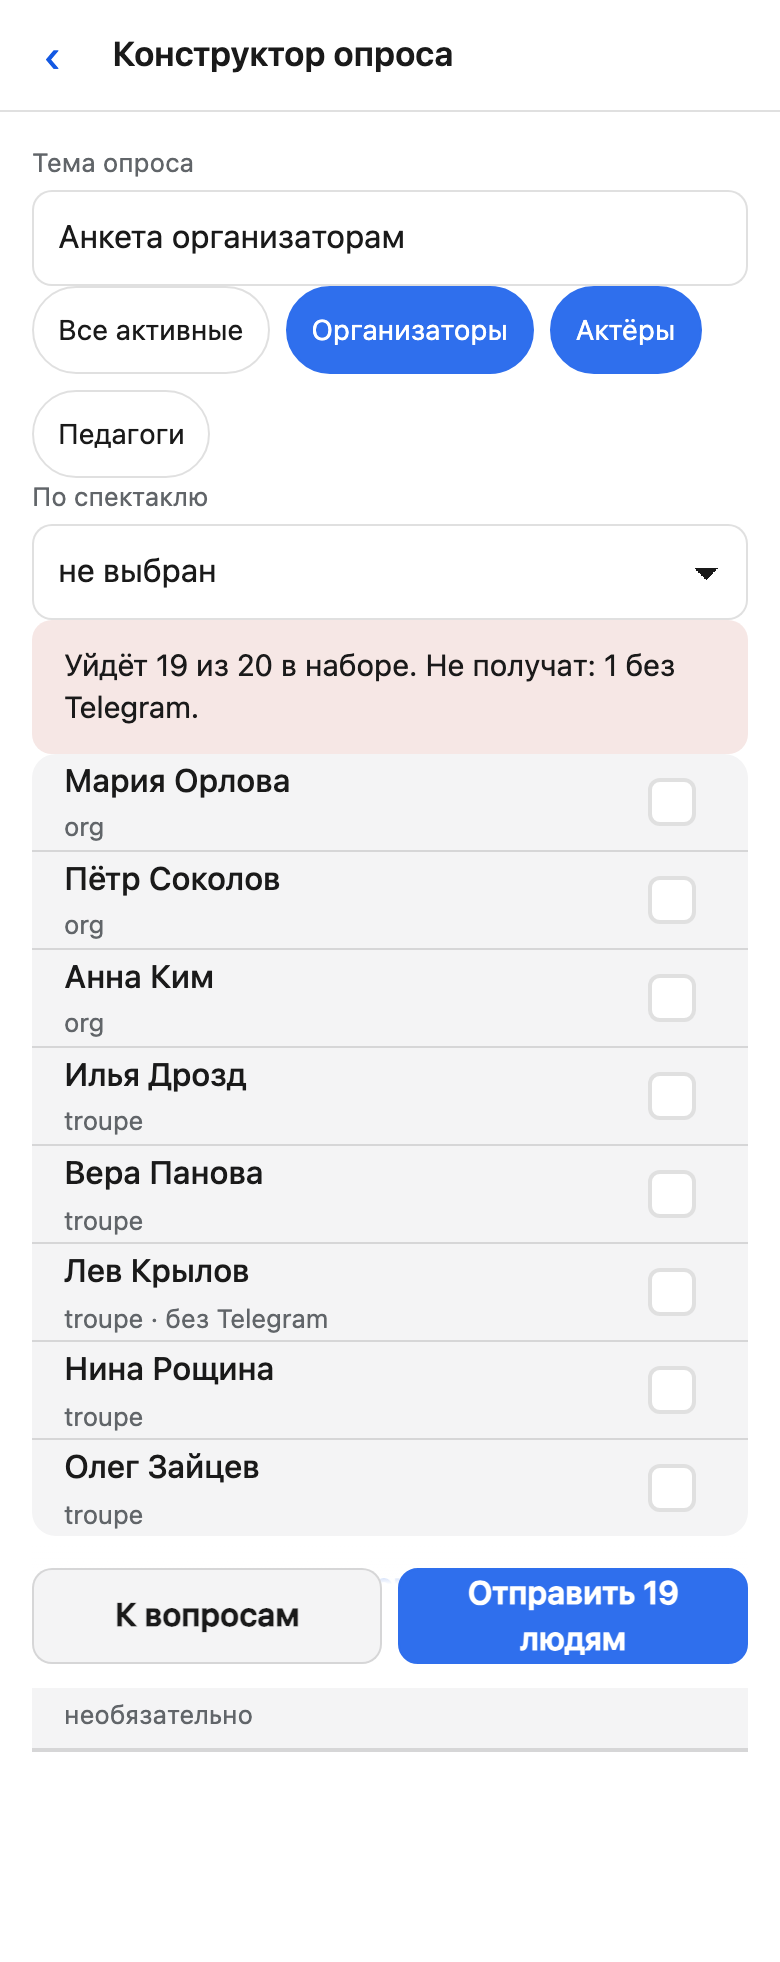 Конструктор опроса
Тема опроса
Анкета организаторам
Все активные
Организаторы
Актёры
Педагоги
По спектаклю
не выбран
Уйдёт 19 из 20 в наборе. Не получат: 1 без
Telegram.
Мария Орлова
org
Пётр Соколов
org
Анна Ким
org
Илья Дрозд
troupe
Вера Панова
troupe
Лев Крылов
troupe · без Telegram
Нина Рощина
troupe
Олег Зайцев
troupe
К вопросам
Отправить 19
людям
необязательно